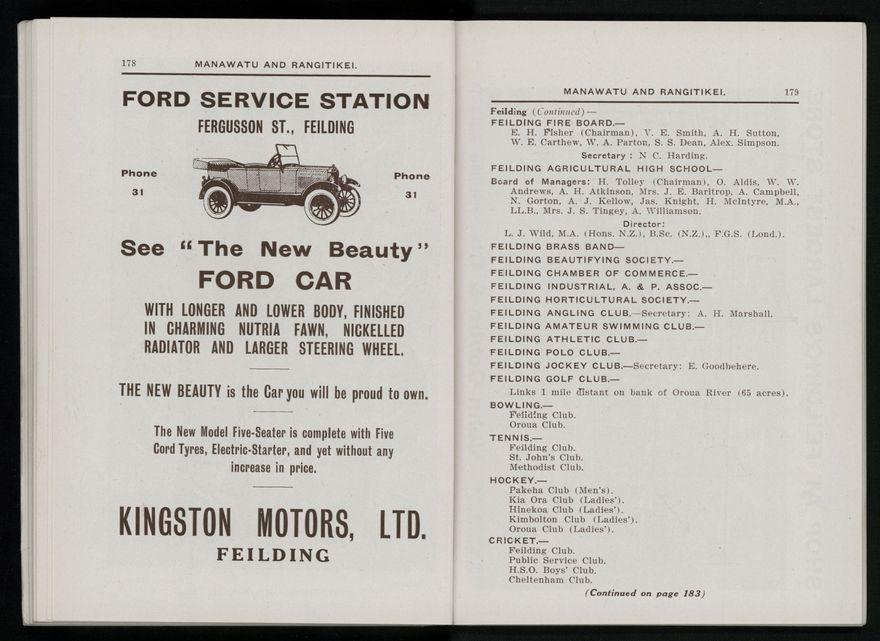 178
MANAWATU AND RANGITIKEI.
FORD SERVICE STATION
FERGUSSON ST., FEILDING
Phone
31
Phone
31
See "The New Beauty"
FORD CAR
WITH LONGER AND LOWER BODY, FINISHED
IN CHARMING NUTRIA FAWN, NICKELLED
RADIATOR AND LARGER STEERING WHEEL.
THE NEW BEAUTY is the Car you will be proud to own.
The New Model Five-Seater is complete with Five
Cord Tyres, Electric-Starter, and yet without any
increase in price.
KINGSTON MOTORS, LTD.
FEILDING
MANAWATU AND RANGITIKEI.
179
Feilding (Continued)—
FEILDING FIRE BOARD.—
E. H. Fisher (Chairman), V. E. Smith, A. H. Sutton,
W. E. Carthew, W. A. Parton, S. S. Dean, Alex. Simpson.
Secretary: N C. Harding.
FEILDING AGRICULTURAL HIGH SCHOOL—
Board of Managers: H. Tolley (Chairman), O. Aldis, W. W.
Andrews, A. H. Atkinson, Mrs. J. E. Barltrop, A. Campbell,
N. Gorton, A. J. Kellow, Jas. Knight, H. McIntyre, M.A.,
LL.B., Mrs. J. S. Tingey, A. Williamson.
Director:
L. J. Wild, M.A. (Hons. N.Z.), B.Sc. (N.Z.),, F.G.S. (Lond.).
FEILDING BRASS BAND—
FEILDING BEAUTIFYING SOCIETY.—
FEILDING CHAMBER OF COMMERCE.—
FEILDING INDUSTRIAL, A. & P. ASSOC.—
FEILDING HORTICULTURAL SOCIETY.—
FEILDING ANGLING CLUB.—Secretary: A. H. Marshall.
FEILDING AMATEUR SWIMMING CLUB.—
FEILDING ATHLETIC CLUB.—
FEILDING POLO CLUB.—
FEILDING JOCKEY CLUB.—Secretary: E. Goodbehere.
FEILDING GOLF CLUB.—
Links 1 mile distant on bank of Oroua River (65 acres).
BOWLING.—
Feilding Club.
Oroua Club.
TENNIS.—
Feilding Club.
St. John's Club.
Methodist Club.
HOCKEY.—
Pakeha Club (Men's).
Kia Ora Club (Ladies').
Hinekoa Club (Ladies').
Kimbolton Club (Ladies').
Oroua Club (Ladies').
CRICKET.—
Feilding Club.
Public Service Club.
H.S.O. Boys' Club.
Cheltenham Club.
(Continued on page 183)